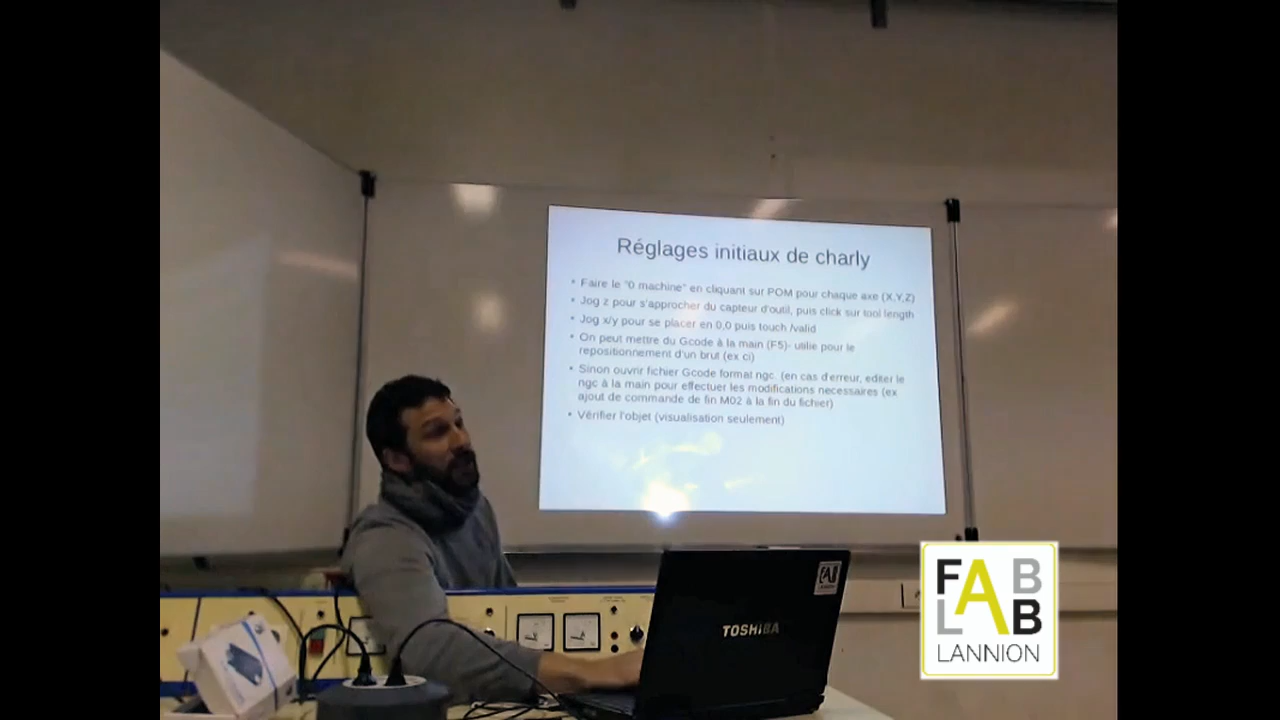 Réglages initiaux de charly
• Faire le "0 machine" en cliquant sur POM pour chaque axe (X,Y,Z)
• Jog z pour s'approcher du capteur d'outil, puis click sur tool length
• Jog x/y pour se placer en 0,0 puis touch /valid
• On peut mettre du Gcode à la main (F5)- utilie pour le
repositionnement d'un brut (ex ci)
• Sinon ouvrir fichier Gcode format ngc. (en cas d'erreur, editer le
ngc à la main pour effectuer les modifications necessaires (ex
ajout de commande de fin M02 à la fin du fichier)
• Vérifier l'objet (visualisation seulement)
TOSHIBA
FAB
LAB
LANNION